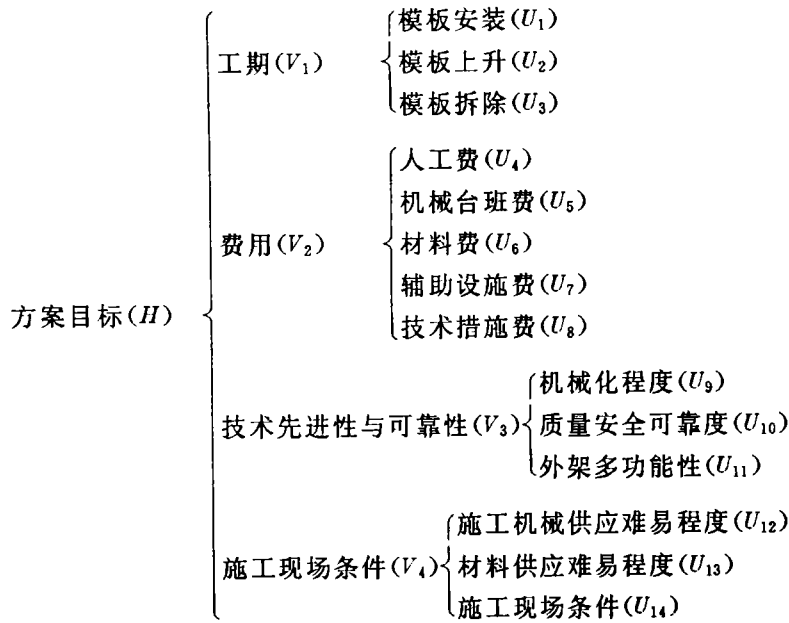 模板安装(U₁)
工期(V₁)
模板上升(U₂)
模板拆除(U₃)
人工费(U₄)
机械台班费(U₅)
费用(V₂)
材料费(U₆)
辅助设施费(U₇)
方案目标(H)
技术措施费(U₈)
机械化程度(U₉)
技术先进性与可靠性(V₃)
质量安全可靠度(U₁₀)
外架多功能性(U₁₁)
施工机械供应难易程度(U₁₂)
施工现场条件(V₄)
材料供应难易程度(U₁₃)
施工现场条件(U₁₄)